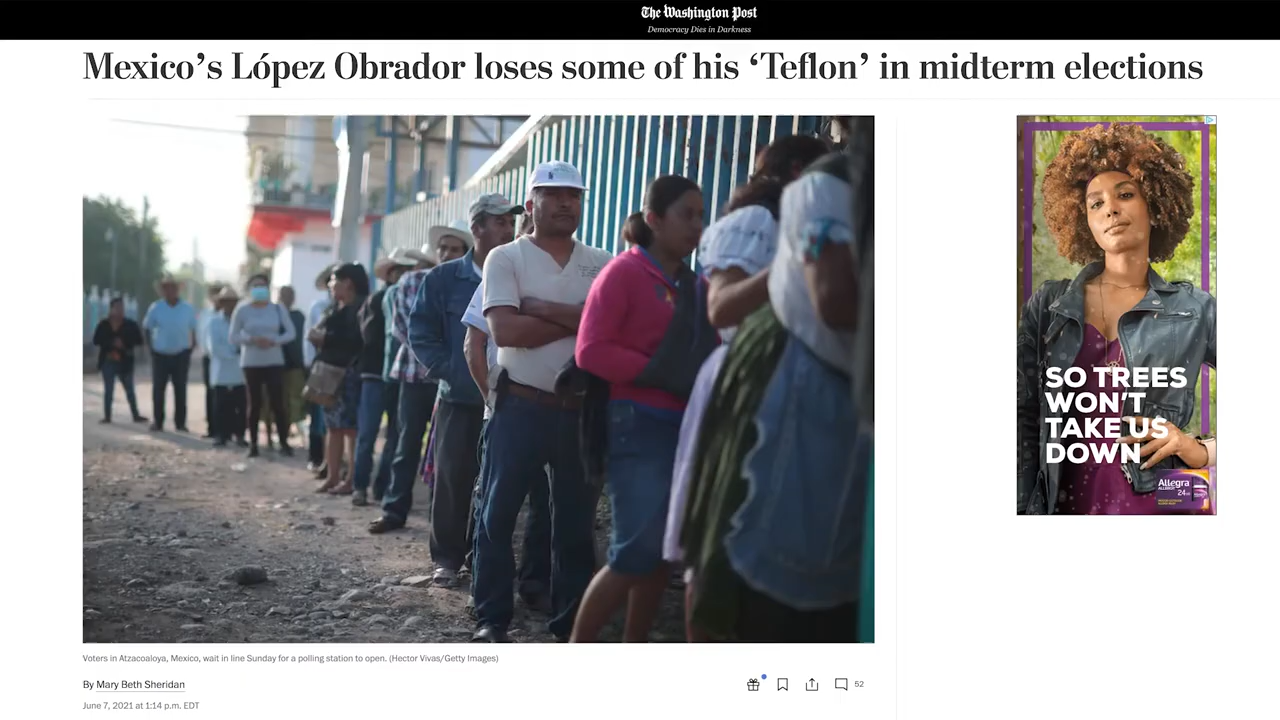 The Washington Post
Democracy Dies in Darkness
Mexico’s López Obrador loses some of his ‘Teflon’ in midterm elections
SO TREES
WON'T
TAKE US
DOWN
Allegra
ALLERGY
24HR
Voters in Atzacoaloya, Mexico, wait in line Sunday for a polling station to open. (Hector Vivas/Getty Images)
By Mary Beth Sheridan
52
June 7, 2021 at 1:14 p.m. EDT